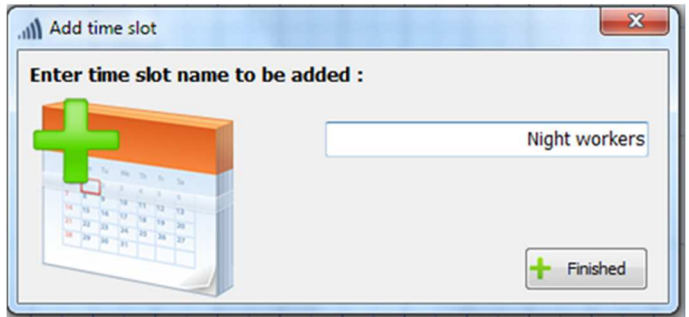 Add time slot
Enter time slot name to be added :
Night workers
Finished